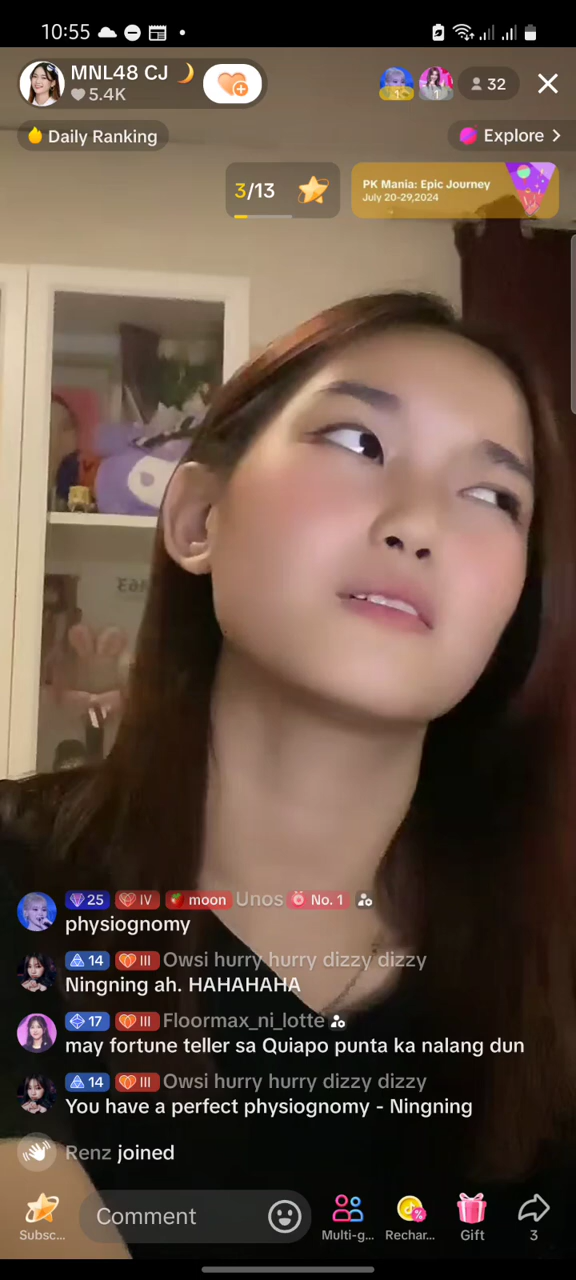 10:55
MNL48 CJ 🌙
5.4K
1
1
32
Daily Ranking
Explore >
3/13
PK Mania: Epic Journey
July 20-29,2024
25 IV moon Unos No. 1
physiognomy
14 III Owsi hurry hurry dizzy dizzy
Ningning ah. HAHAHAHA
17 III Floormax_ni_lotte
may fortune teller sa Quiapo punta ka nalang dun
14 III Owsi hurry hurry dizzy dizzy
You have a perfect physiognomy - Ningning
Renz joined
Comment
Subsc... Multi-g... Rechar... Gift 3